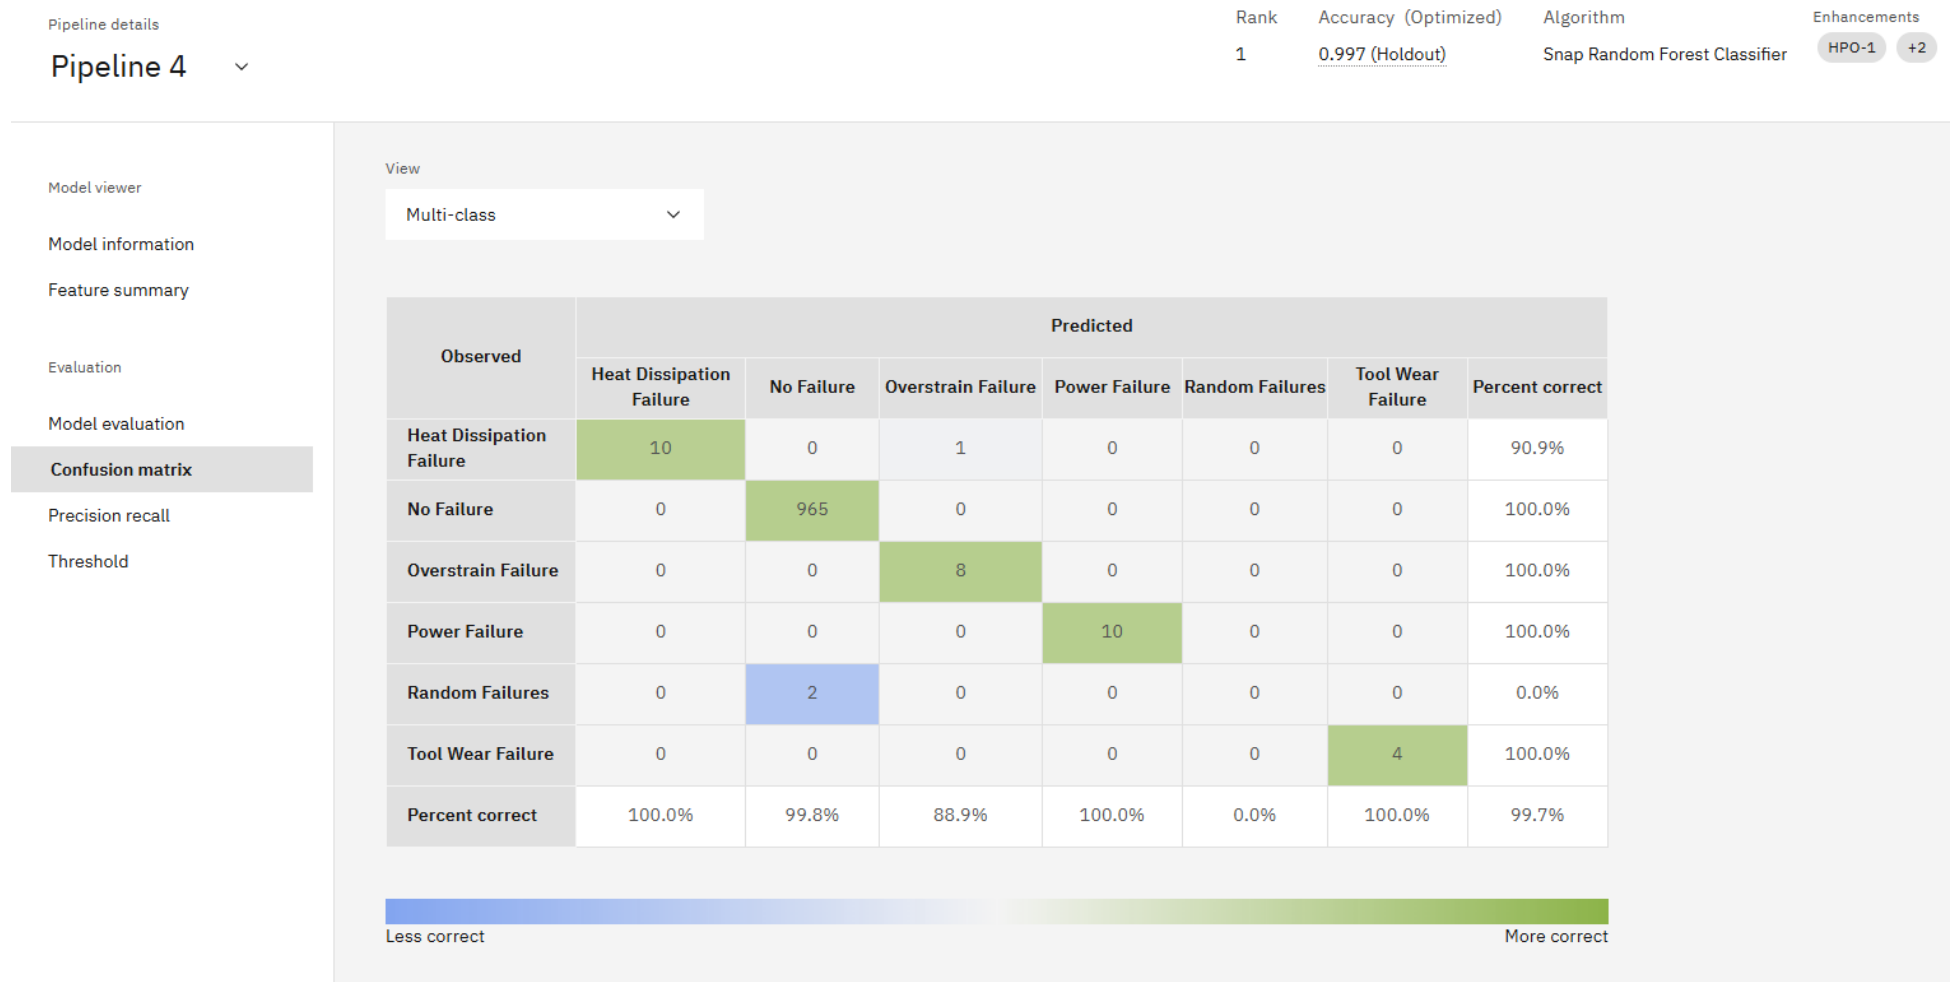 Pipeline details
Pipeline 4
Rank
1
Accuracy (Optimized)
0.997 (Holdout)
Algorithm
Snap Random Forest Classifier
Enhancements
HPO-1 +2
Model viewer
Model information
Feature summary
Evaluation
Model evaluation
Confusion matrix
Precision recall
Threshold
View
Multi-class
Observed
Predicted
Heat Dissipation
Failure
No Failure
Overstrain Failure
Power Failure
Random Failures
Tool Wear
Failure
Percent correct
Heat Dissipation
Failure
10 0 1 0 0 0 90.9%
No Failure 0 965 0 0 0 0 100.0%
Overstrain Failure 0 0 8 0 0 0 100.0%
Power Failure 0 0 0 10 0 0 100.0%
Random Failures 0 2 0 0 0 0 0.0%
Tool Wear Failure 0 0 0 0 0 4 100.0%
Percent correct 100.0% 99.8% 88.9% 100.0% 0.0% 100.0% 99.7%
Less correct
More correct